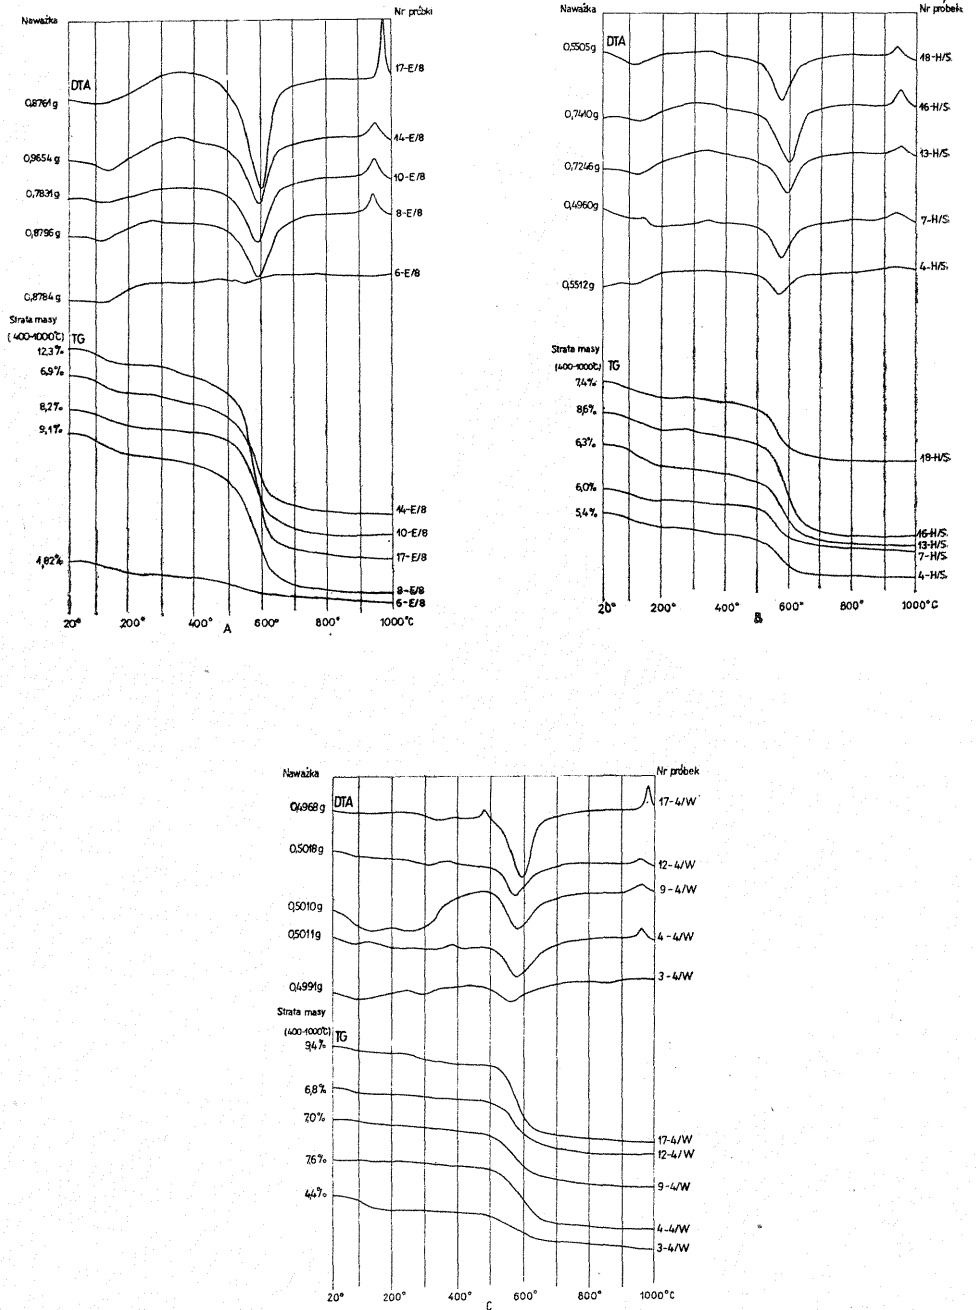 Naważka
Nr próbki
DTA
0,8761g
17-E/8
0,9654g
14-E/8
0,7831g
10-E/8
0,8796g
8-E/8
0,8784g
6-E/8
Strata masy
(400-1000°C)
TG
12,3%
6,9%
8,2%
9,1%
14-E/8
10-E/8
17-E/8
8-E/8
6-E/8
20°
200°
400°
600°
800°
1000°C
A
Naważka
Nr próbek
DTA
0,5505g
18-H/S.
0,7410g
16-H/S.
0,7246g
13-H/S.
0,4960g
7-H/S.
0,5512g
4-H/S.
Strata masy
(400-1000°C)
TG
7,4%
8,6%
6,3%
6,0%
5,4%
18-H/S.
16-H/S.
13-H/S.
7-H/S.
4-H/S.
20°
200°
400°
600°
800°
1000°C
Naważka
Nr próbek
DTA
0,4968g
17-4/W
0,5018g
12-4/W
0,5010g
9-4/W
0,5011g
4-4/W
0,4991g
3-4/W
Strata masy
(400-1000°C)
TG
9,4%
6,8%
7,0%
7,6%
4,4%
17-4/W
12-4/W
9-4/W
4-4/W
3-4/W
20°
200°
400°
600°
800°
1000°C
C